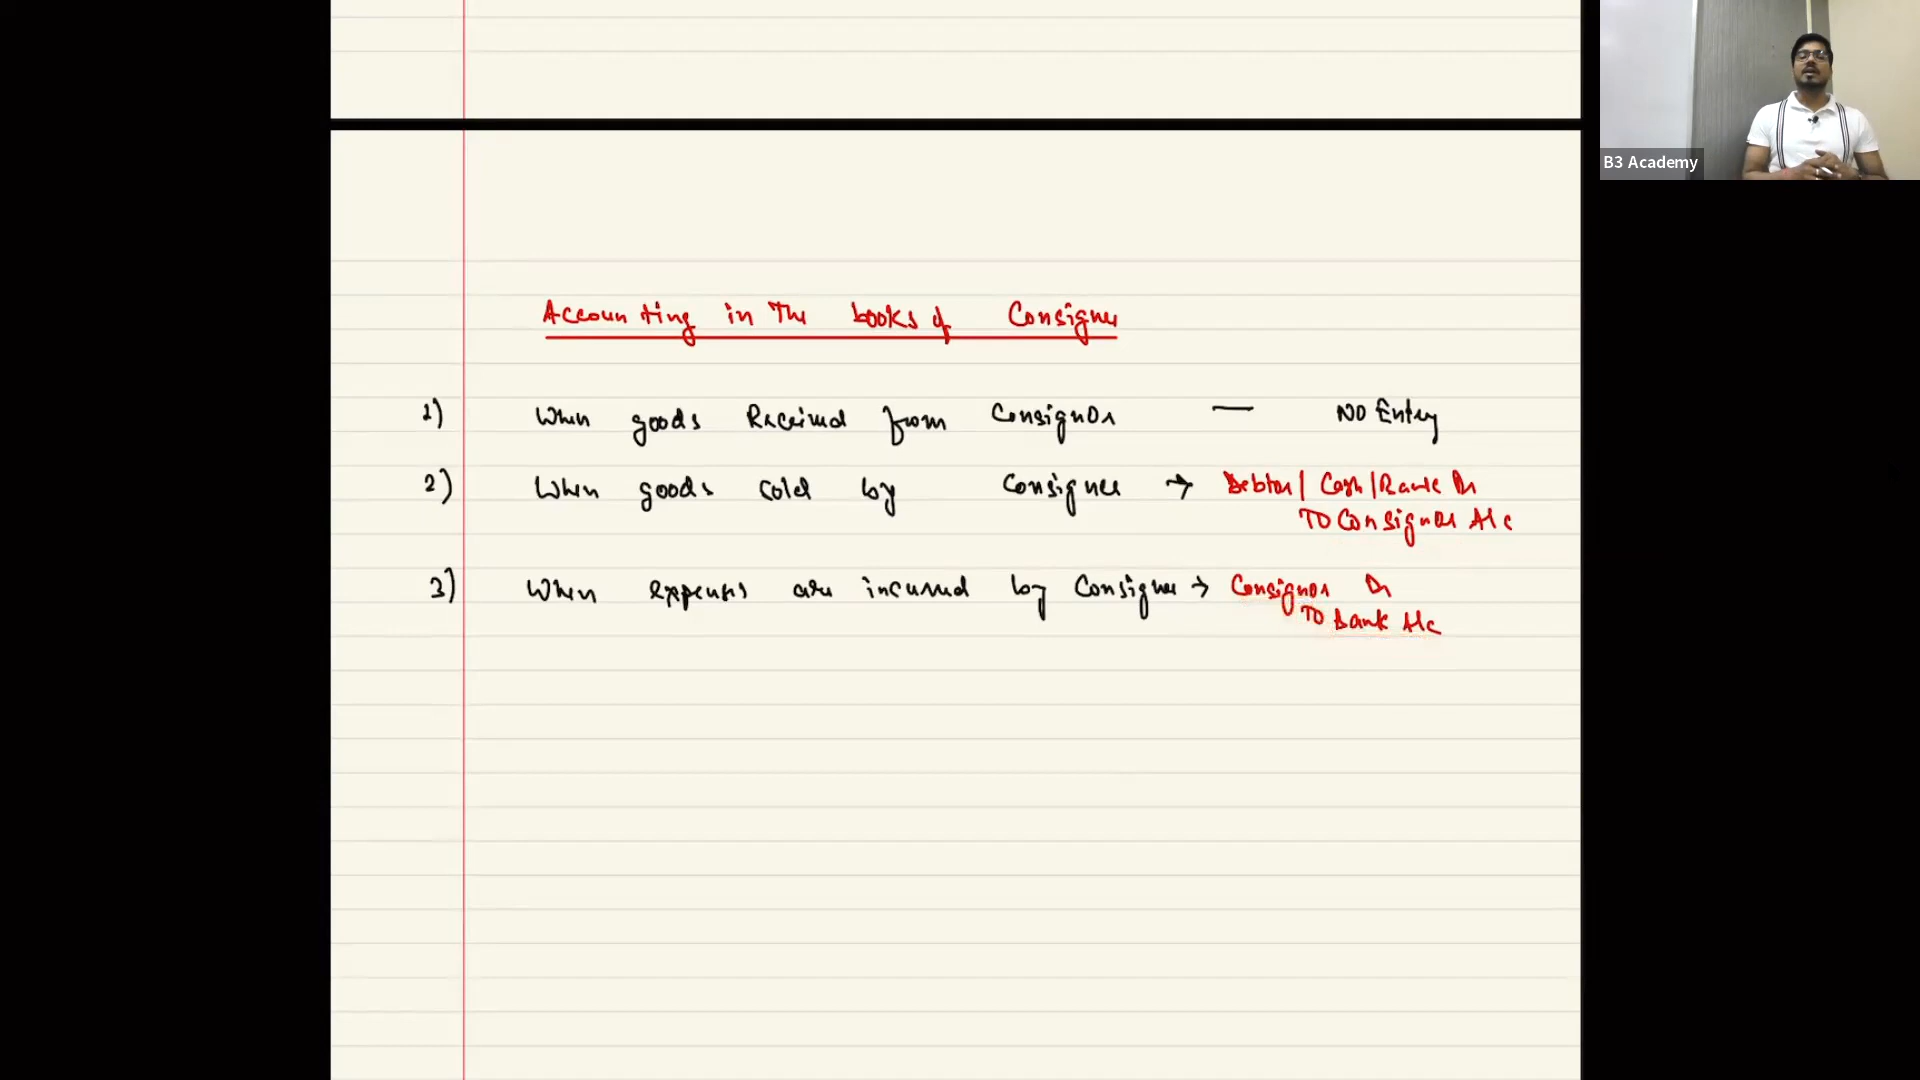 B3 Academy
Accounting in The books of Consignee
1) When goods Received from Consignor — No Entry
2) When goods sold by Consignee → Debtor/ Cash/Bank Dr
To Consignor A/c
3) When expenses are incurred by Consignee → Consignor Dr
To Bank A/c